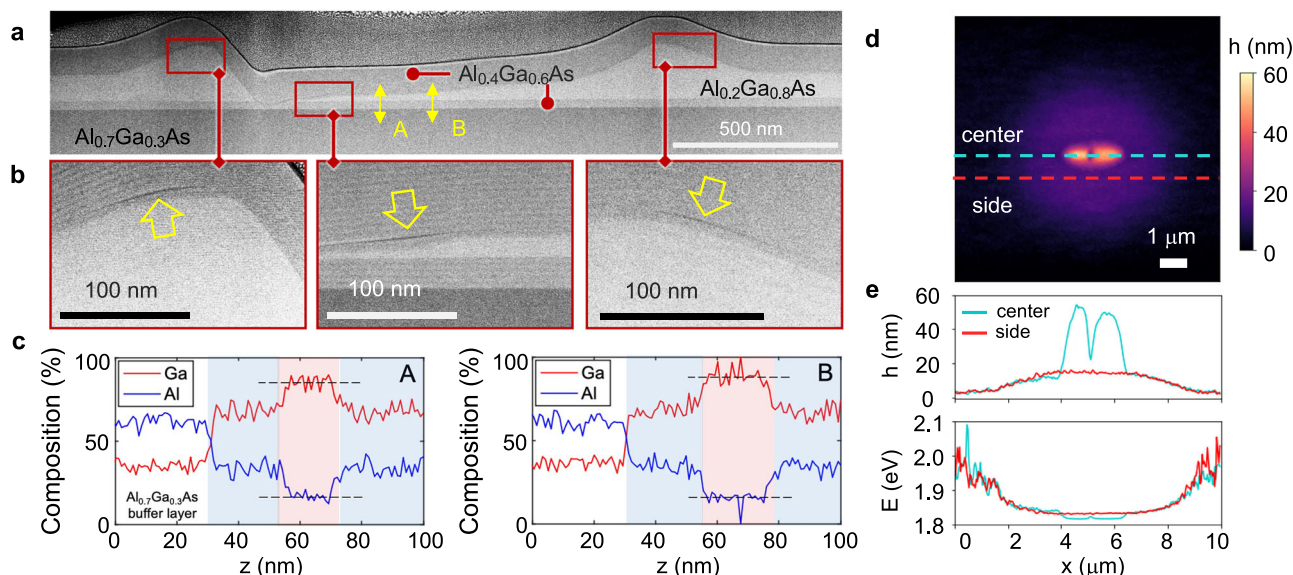 a
Al0.4Ga0.6As
Al0.2Ga0.8As
Al0.7Ga0.3As
A
B
500 nm
b
100 nm
100 nm
100 nm
c
Composition (%)
100
50
0
Ga
Al
A
Al0.7Ga0.3As
buffer layer
0 20 40 60 80 100
z (nm)
Composition (%)
100
50
0
Ga
Al
B
0 20 40 60 80 100
z (nm)
d
h (nm)
60
40
20
0
center
side
1 μm
e
h (nm)
60
40
20
0
center
side
E (eV)
2.1
2.0
1.9
1.8
0 2 4 6 8 10
x (μm)